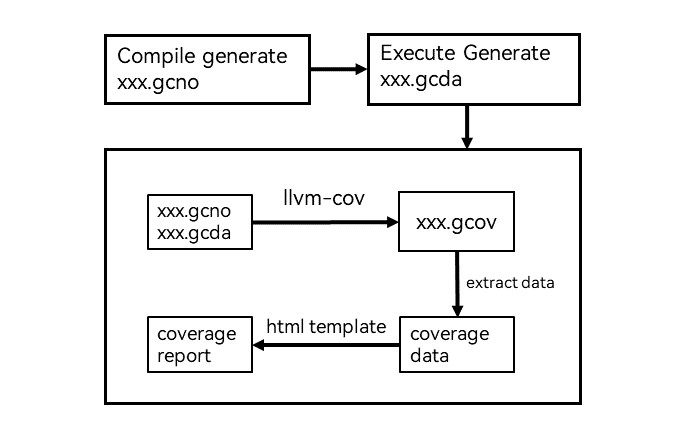 Compile generate
xxx.gcno
Execute Generate
xxx.gcda
xxx.gcno
xxx.gcda
llvm-cov
xxx.gcov
extract data
coverage
data
html template
coverage
report